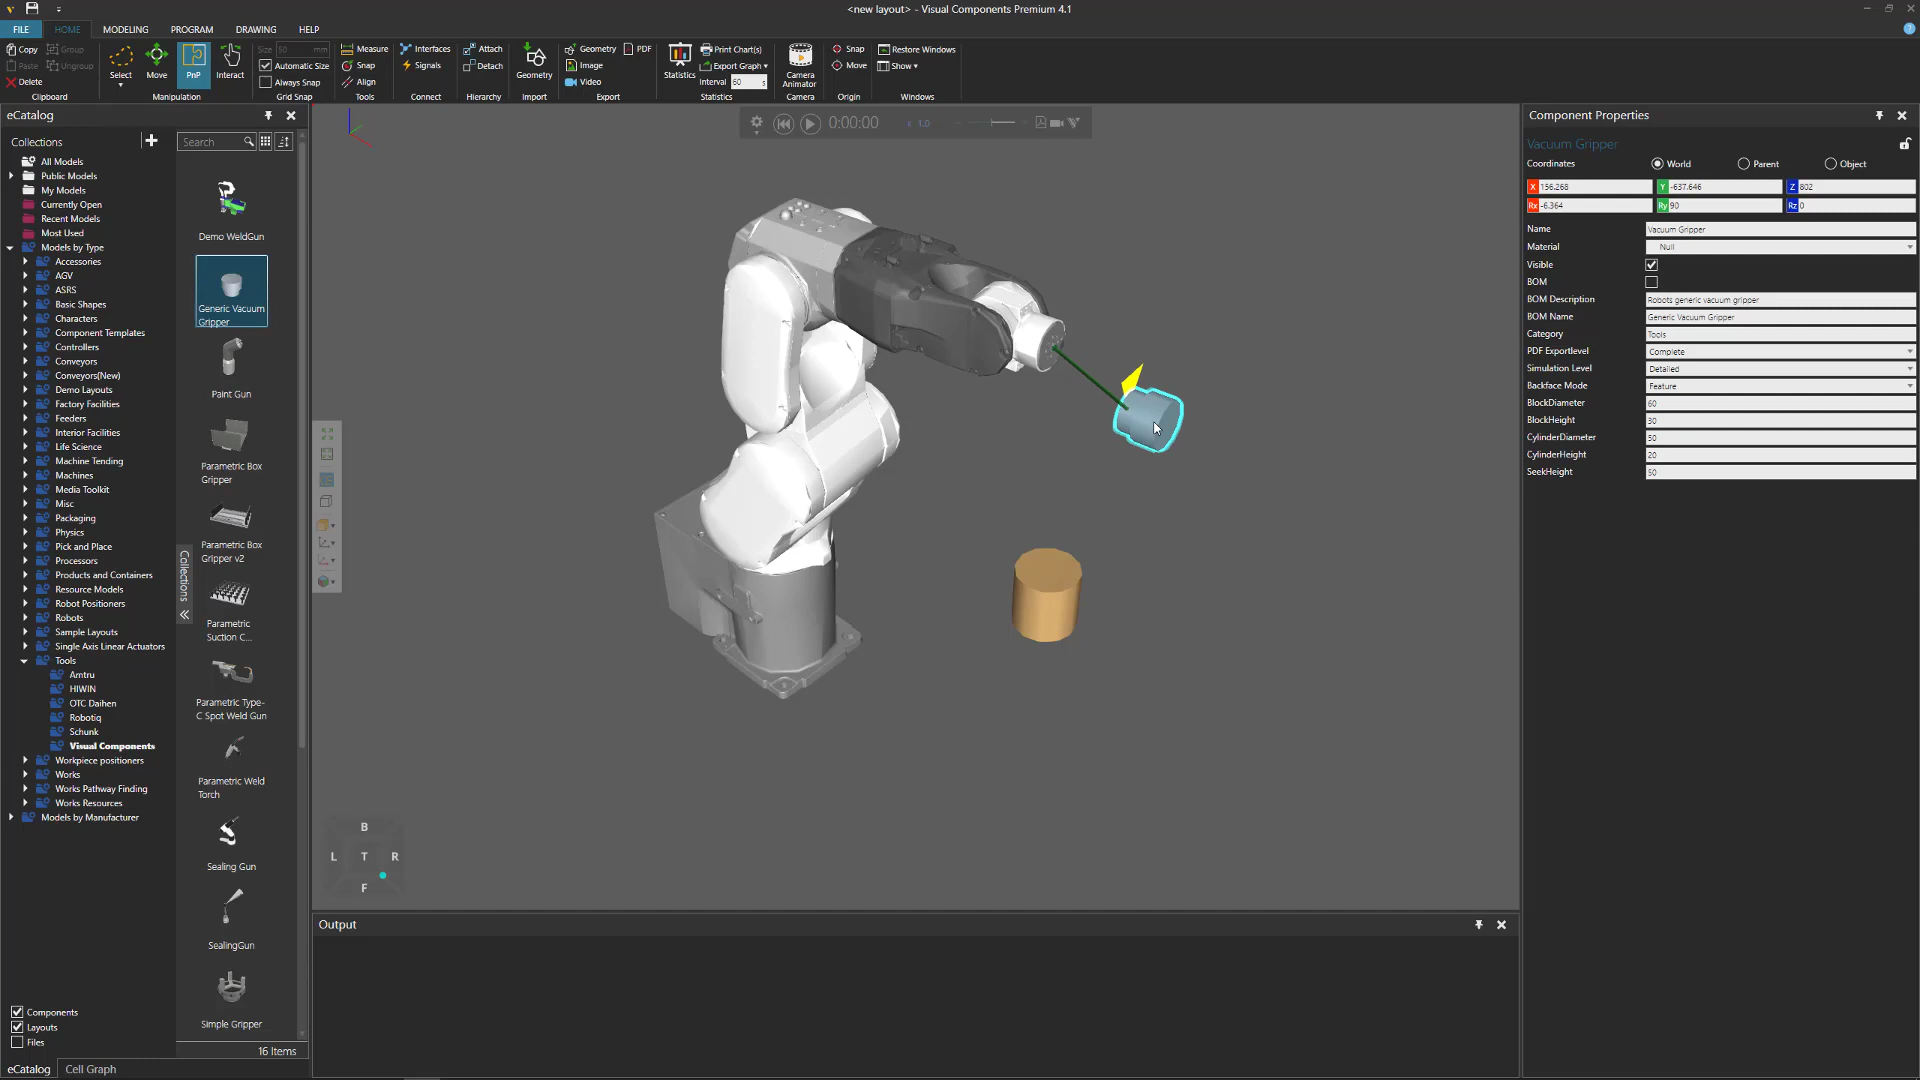 <new layout> - Visual Components Premium 4.1
FILE HOME MODELING PROGRAM DRAWING HELP
Copy Group Size 50 mm Measure Interfaces Attach Geometry PDF Print Chart(s) Snap Restore Windows
Paste Ungroup Select Move PnP Interact Automatic Size Snap Signals Detach Geometry Image Statistics Export Graph Camera Animator Move Show
Delete Always Snap Align Video Interval 60 s
Clipboard Manipulation Grid Snap Tools Connect Hierarchy Import Export Statistics Camera Origin Windows
eCatalog
Collections
Search
All Models
Public Models
My Models
Currently Open
Recent Models
Most Used
Models by Type
Accessories
AGV
ASRS
Basic Shapes
Characters
Component Templates
Controllers
Conveyors
Conveyors(New)
Demo Layouts
Factory Facilities
Feeders
Interior Facilities
Life Science
Machine Tending
Machines
Media Toolkit
Misc
Packaging
Physics
Pick and Place
Processors
Products and Containers
Resource Models
Robot Positioners
Robots
Sample Layouts
Single Axis Linear Actuators
Tools
Amtru
HIWIN
OTC Daihen
Robotiq
Schunk
Visual Components
Workpiece positioners
Works
Works Pathway Finding
Works Resources
Models by Manufacturer
Components
Layouts
Files
eCatalog Cell Graph
Collections
Demo WeldGun
Generic Vacuum
Gripper
Paint Gun
Parametric Box
Gripper
Parametric Box
Gripper v2
Parametric
Suction C...
Parametric Type-
C Spot Weld Gun
Parametric Weld
Torch
Sealing Gun
SealingGun
Simple Gripper
16 Items
0:00:00 x 1.0
B
L T R
F
Output
Component Properties
Vacuum Gripper
Coordinates World Parent Object
X 156.268 Y -637.646 Z 802
Rx -6.364 Ry 90 Rz 0
Name Vacuum Gripper
Material Null
Visible
BOM
BOM Description Robots generic vacuum gripper
BOM Name Generic Vacuum Gripper
Category Tools
PDF Exportlevel Complete
Simulation Level Detailed
Backface Mode Feature
BlockDiameter 60
BlockHeight 30
CylinderDiameter 50
CylinderHeight 20
SeekHeight 50